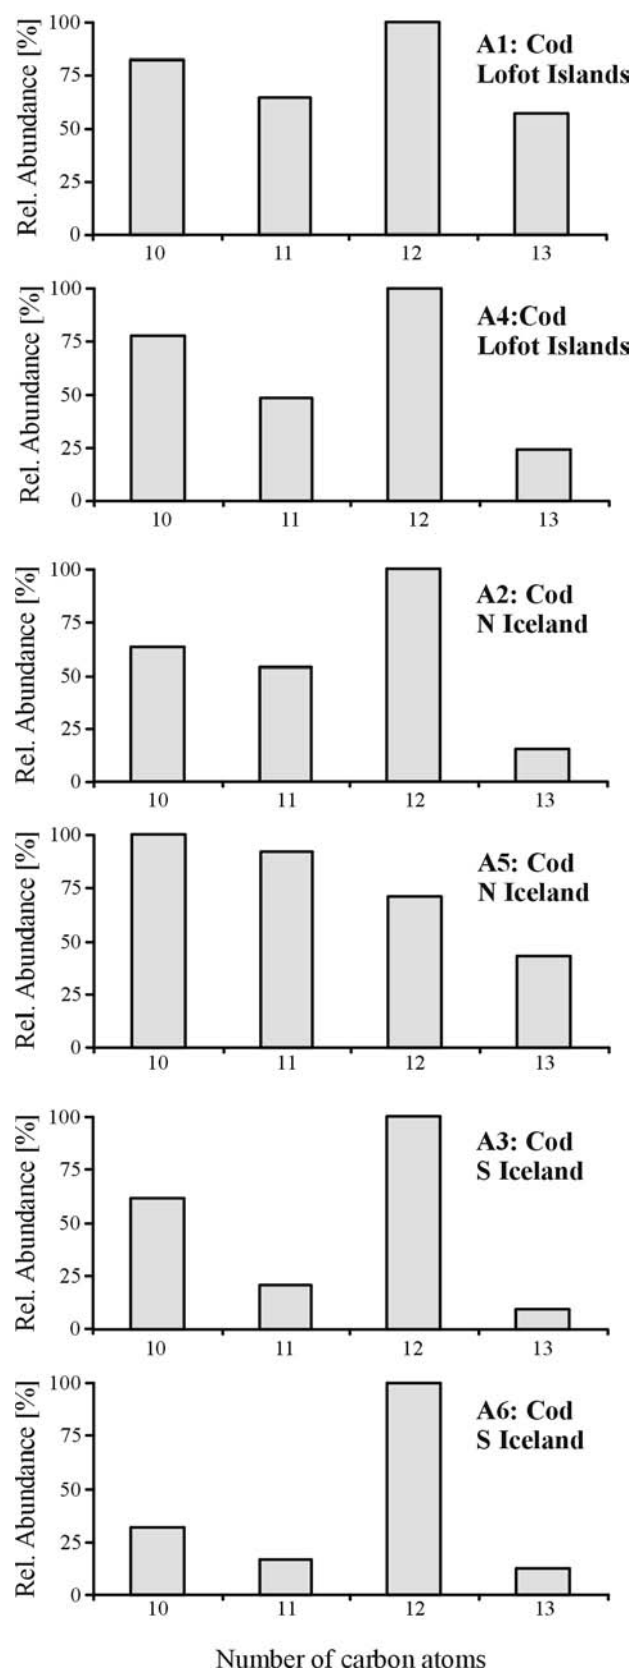 Rel. Abundance [%]
100
75
50
25
0
10 11 12 13
A1: Cod
Lofot Islands
Rel. Abundance [%]
100
75
50
25
0
10 11 12 13
A4:Cod
Lofot Islands
Rel. Abundance [%]
100
75
50
25
0
10 11 12 13
A2: Cod
N Iceland
Rel. Abundance [%]
100
75
50
25
0
10 11 12 13
A5: Cod
N Iceland
Rel. Abundance [%]
100
75
50
25
0
10 11 12 13
A3: Cod
S Iceland
Rel. Abundance [%]
100
75
50
25
0
10 11 12 13
A6: Cod
S Iceland
Number of carbon atoms